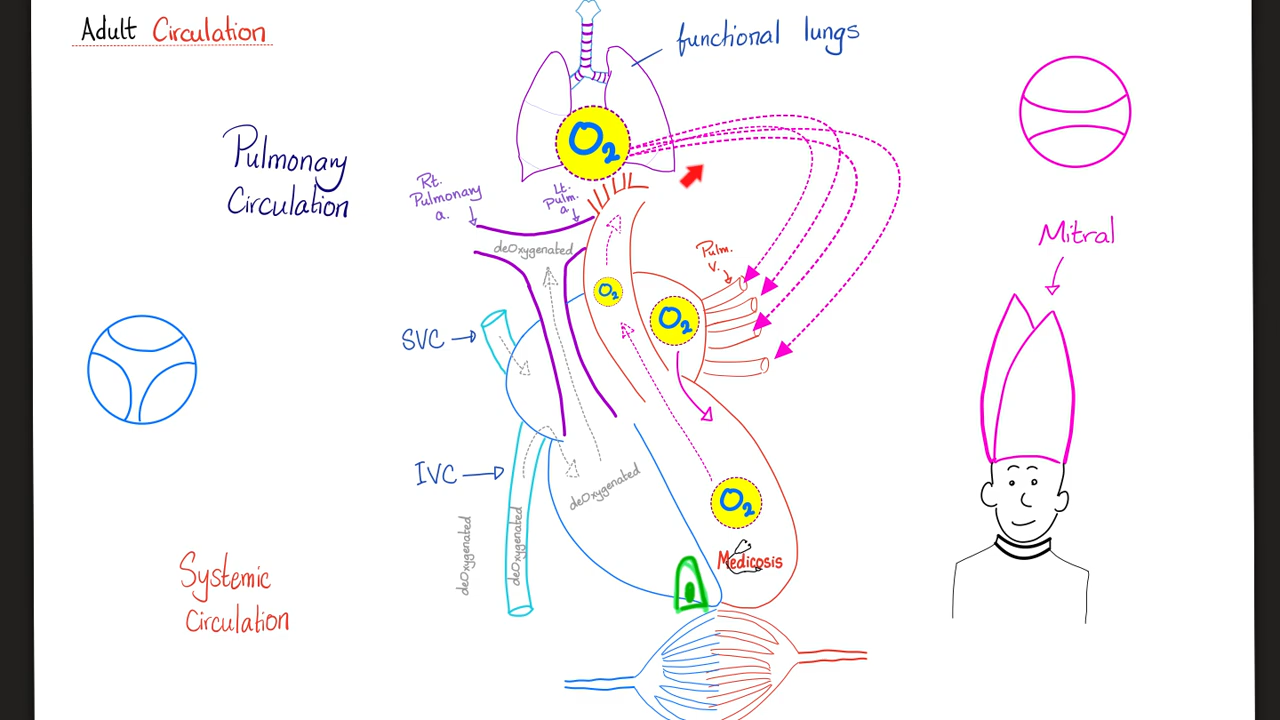 Adult Circulation
functional lungs
O₂
Pulmonary
Circulation
Rt.
Pulmonary
a.
Lt.
Pulm.
a
deOxygenated
Pulm.
v.
Mitral
O₂
O₂
SVC
IVC
deOxygenated
O₂
deOxygenated
deOxygenated
Medicosis
Systemic
Circulation